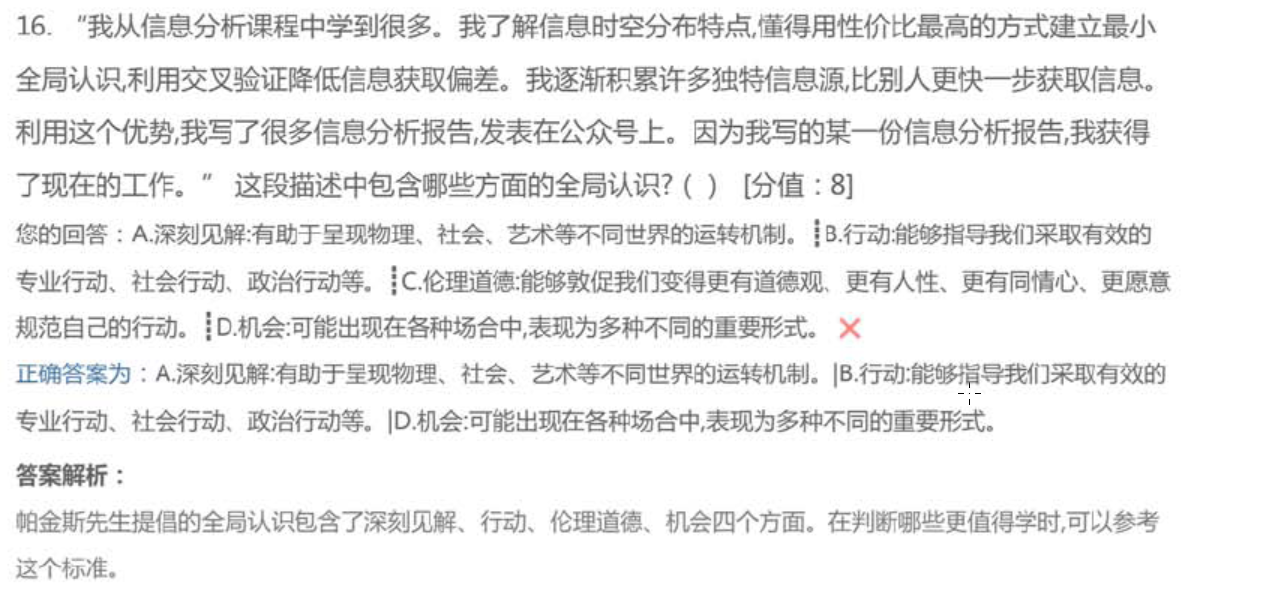 16. “我从信息分析课程中学到很多。我了解信息时空分布特点,懂得用性价比最高的方式建立最小
全局认识,利用交叉验证降低信息获取偏差。我逐渐积累许多独特信息源,比别人更快一步获取信息。
利用这个优势,我写了很多信息分析报告,发表在公众号上。因为我写的某一份信息分析报告,我获得
了现在的工作。” 这段描述中包含哪些方面的全局认识? ( ) [分值：8]
您的回答：A.深刻见解:有助于呈现物理、社会、艺术等不同世界的运转机制。┋B.行动:能够指导我们采取有效的
专业行动、社会行动、政治行动等。┋C.伦理道德:能够敦促我们变得更有道德观、更有人性、更有同情心、更愿意
规范自己的行动。┋D.机会:可能出现在各种场合中,表现为多种不同的重要形式。
正确答案为：A.深刻见解:有助于呈现物理、社会、艺术等不同世界的运转机制。|B.行动:能够指导我们采取有效的
专业行动、社会行动、政治行动等。|D.机会:可能出现在各种场合中,表现为多种不同的重要形式。
答案解析：
帕金斯先生提倡的全局认识包含了深刻见解、行动、伦理道德、机会四个方面。在判断哪些更值得学时,可以参考
这个标准。